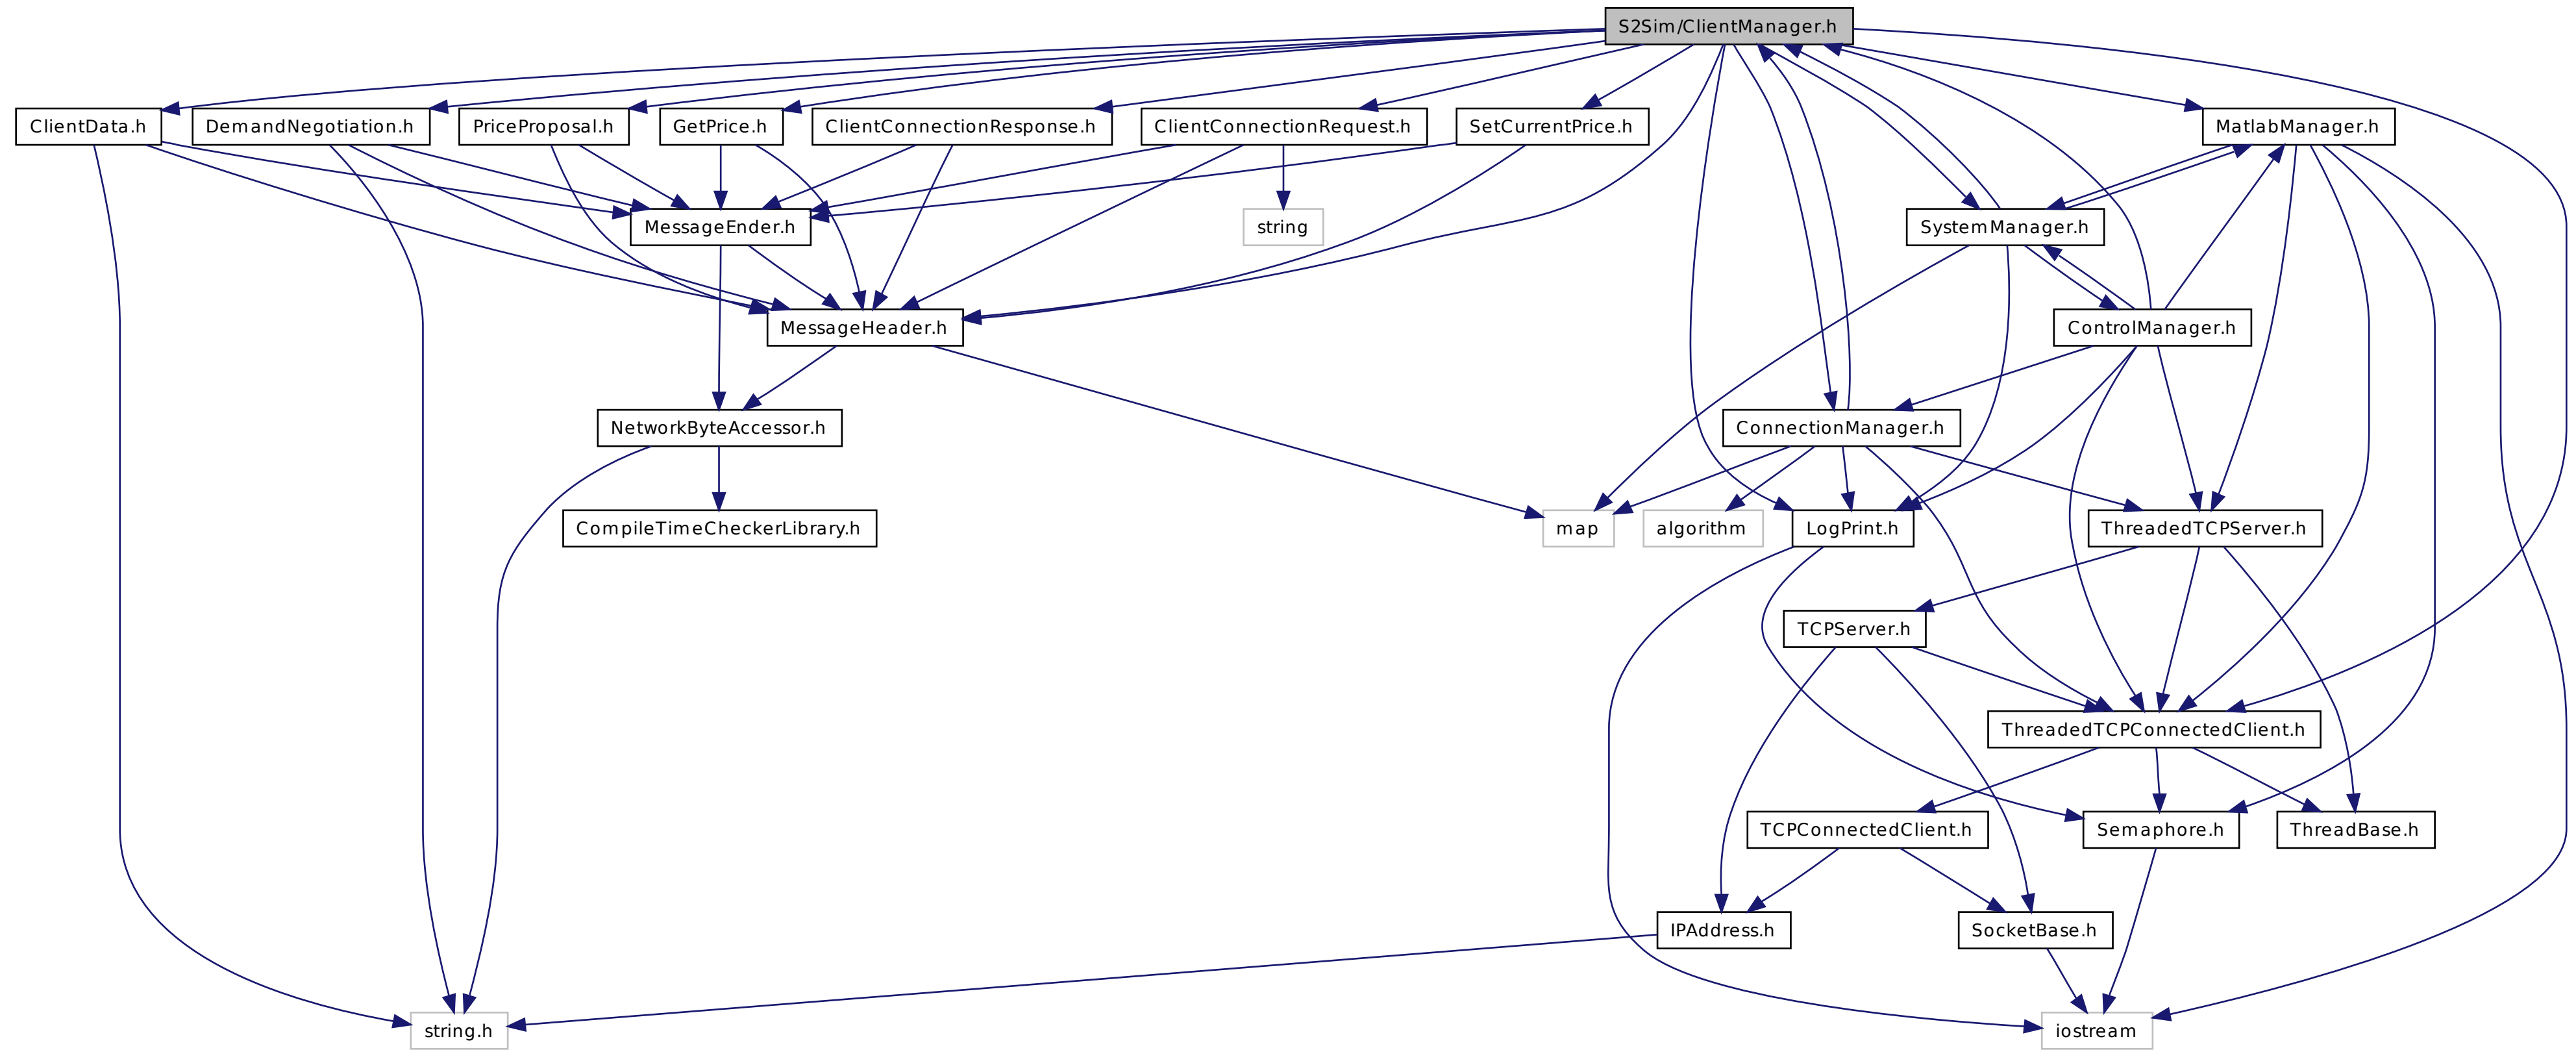 S2Sim/ClientManager.h
ClientData.h
DemandNegotiation.h
PriceProposal.h
GetPrice.h
ClientConnectionResponse.h
ClientConnectionRequest.h
SetCurrentPrice.h
MatlabManager.h
MessageEnder.h
string
SystemManager.h
MessageHeader.h
ControlManager.h
NetworkByteAccessor.h
ConnectionManager.h
CompileTimeCheckerLibrary.h
map
algorithm
LogPrint.h
ThreadedTCPServer.h
TCPServer.h
ThreadedTCPConnectedClient.h
TCPConnectedClient.h
Semaphore.h
ThreadBase.h
IPAddress.h
SocketBase.h
string.h
iostream